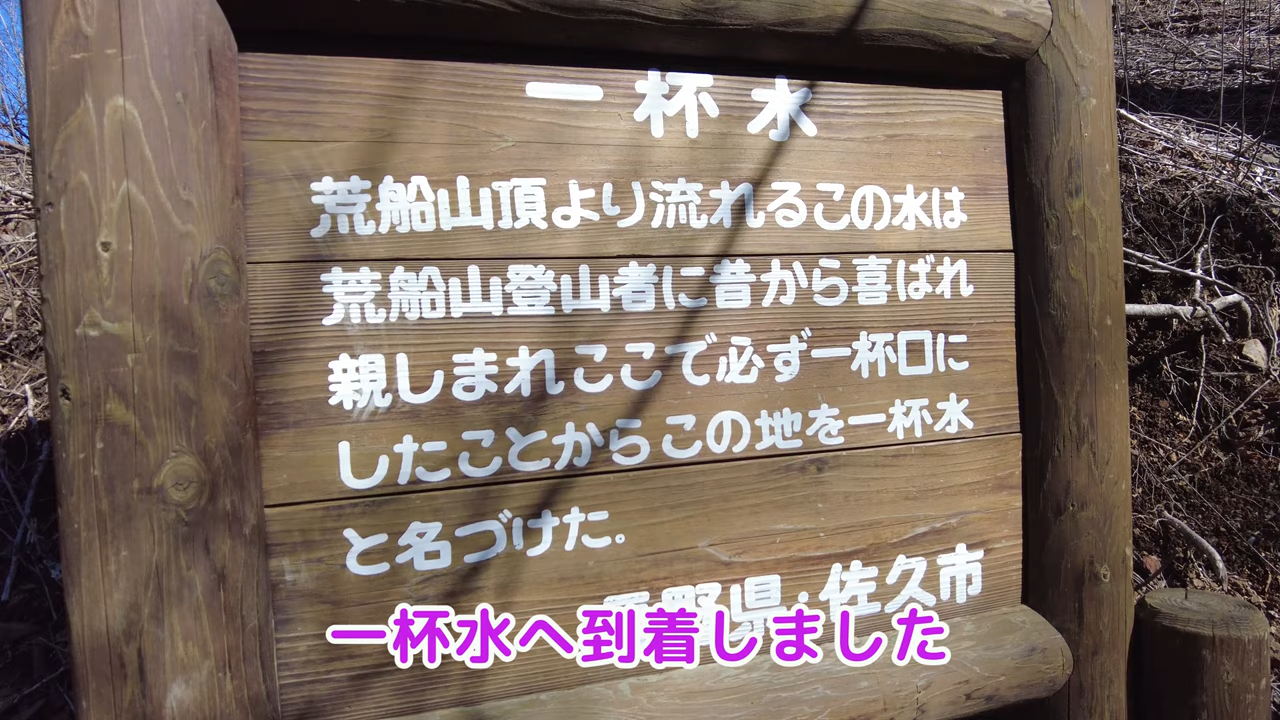 一杯水
荒船山頂より流れるこの水は
荒船山登山者に昔から喜ばれ
親しまれここで必ず一杯口に
したことからこの地を一杯水
と名づけた。
長野県・佐久市
一杯水へ到着しました